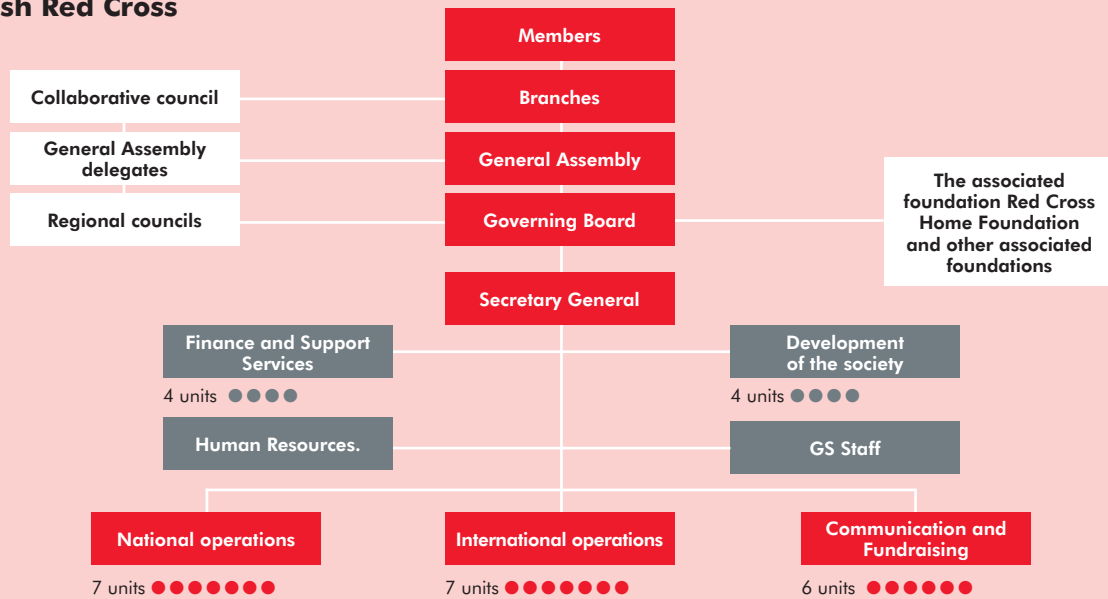 sh Red Cross
Members
Collaborative council
Branches
General Assembly
delegates
General Assembly
Regional councils
Governing Board
The associated
foundation Red Cross
Home Foundation
and other associated
foundations
Secretary General
Finance and Support
Services
4 units
Development
of the society
4 units
Human Resources.
GS Staff
National operations
7 units
International operations
7 units
Communication and
Fundraising
6 units